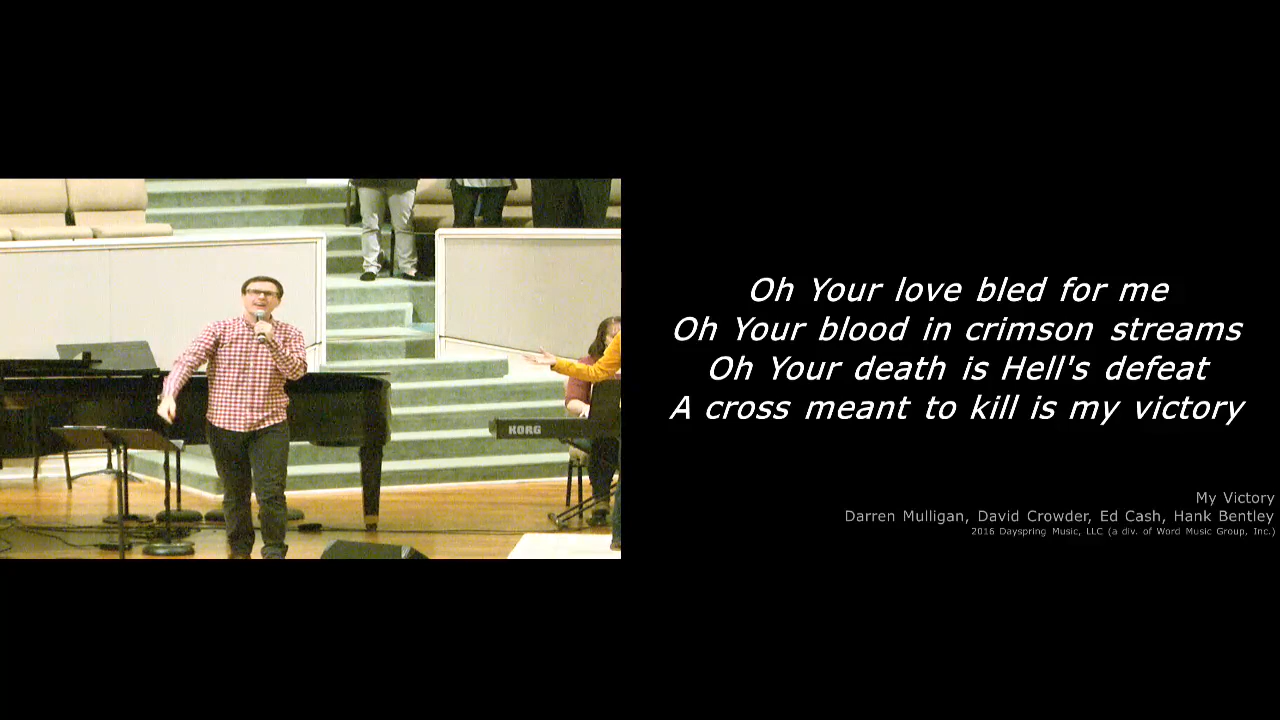 KORG
Oh Your love bled for me
Oh Your blood in crimson streams
Oh Your death is Hell's defeat
A cross meant to kill is my victory
My Victory
Darren Mulligan, David Crowder, Ed Cash, Hank Bentley
2016 Dayspring Music, LLC (a div. of Word Music Group, Inc.)